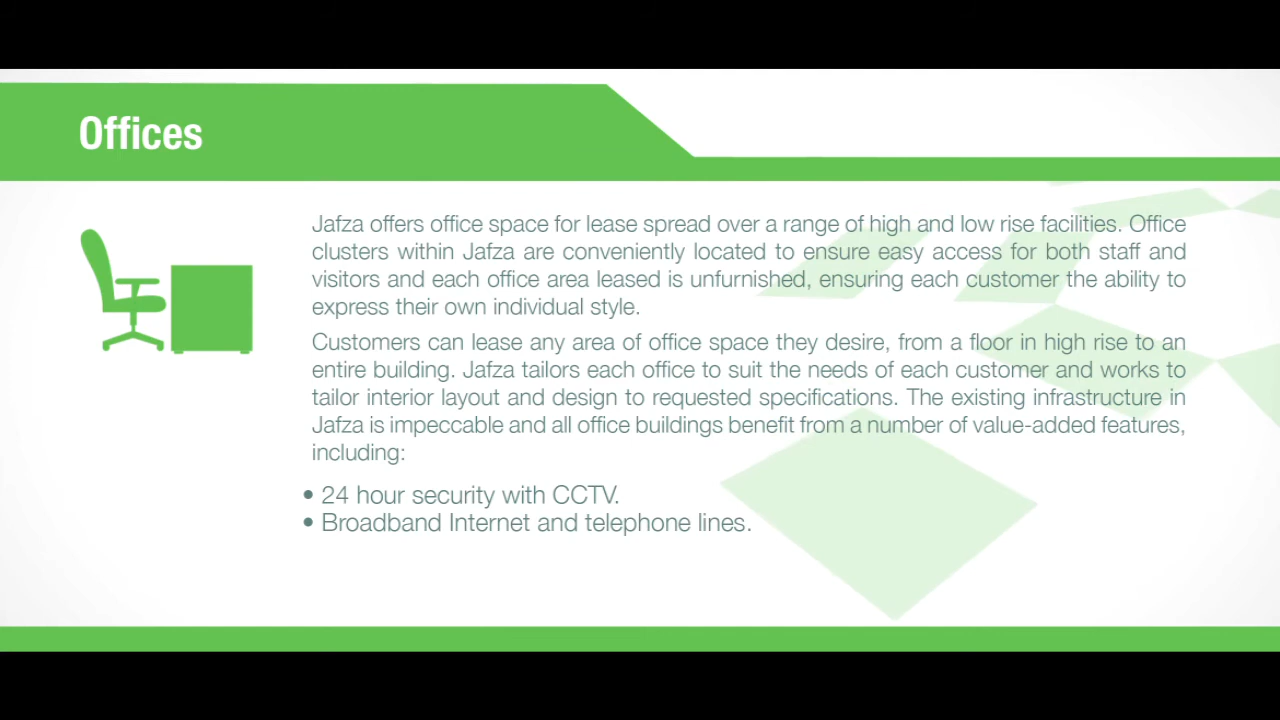 Offices
Jafza offers office space for lease spread over a range of high and low rise facilities. Office
clusters within Jafza are conveniently located to ensure easy access for both staff and
visitors and each office area leased is unfurnished, ensuring each customer the ability to
express their own individual style.
Customers can lease any area of office space they desire, from a floor in high rise to an
entire building. Jafza tailors each office to suit the needs of each customer and works to
tailor interior layout and design to requested specifications. The existing infrastructure in
Jafza is impeccable and all office buildings benefit from a number of value-added features,
including:
• 24 hour security with CCTV.
• Broadband Internet and telephone lines.